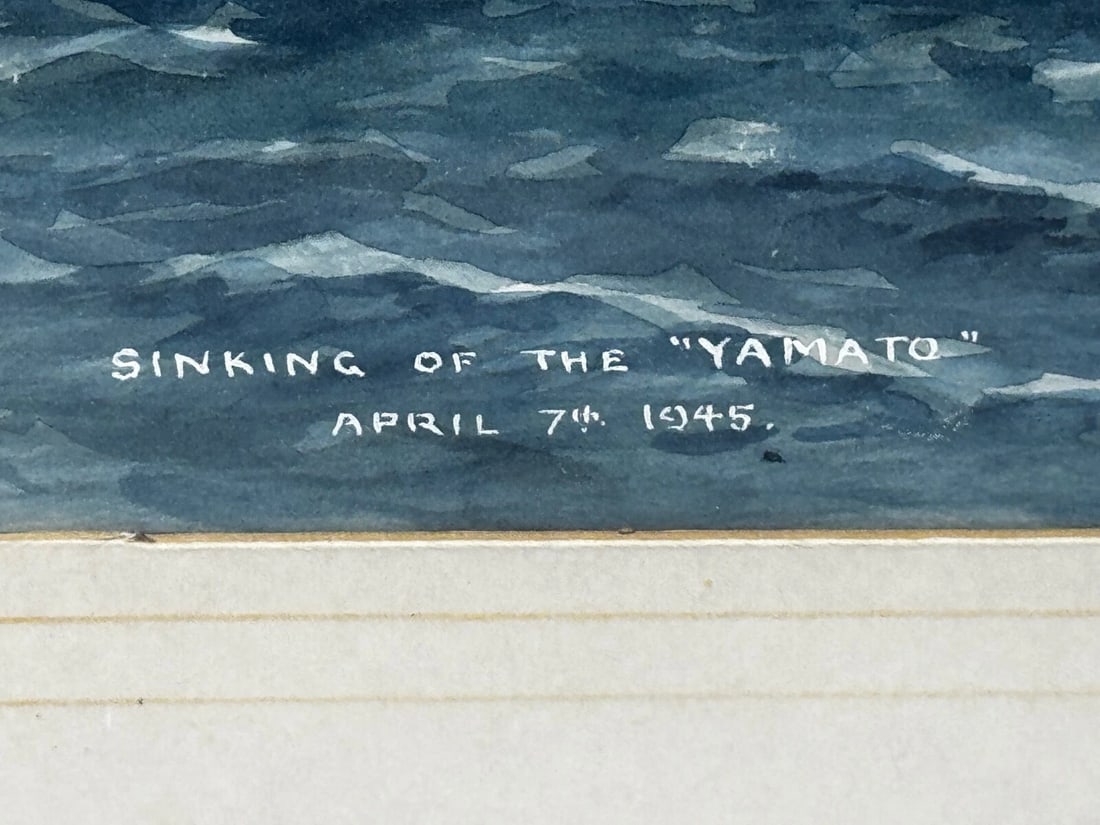 SINKING OF THE "YAMATO"
APRIL 7th. 1945.